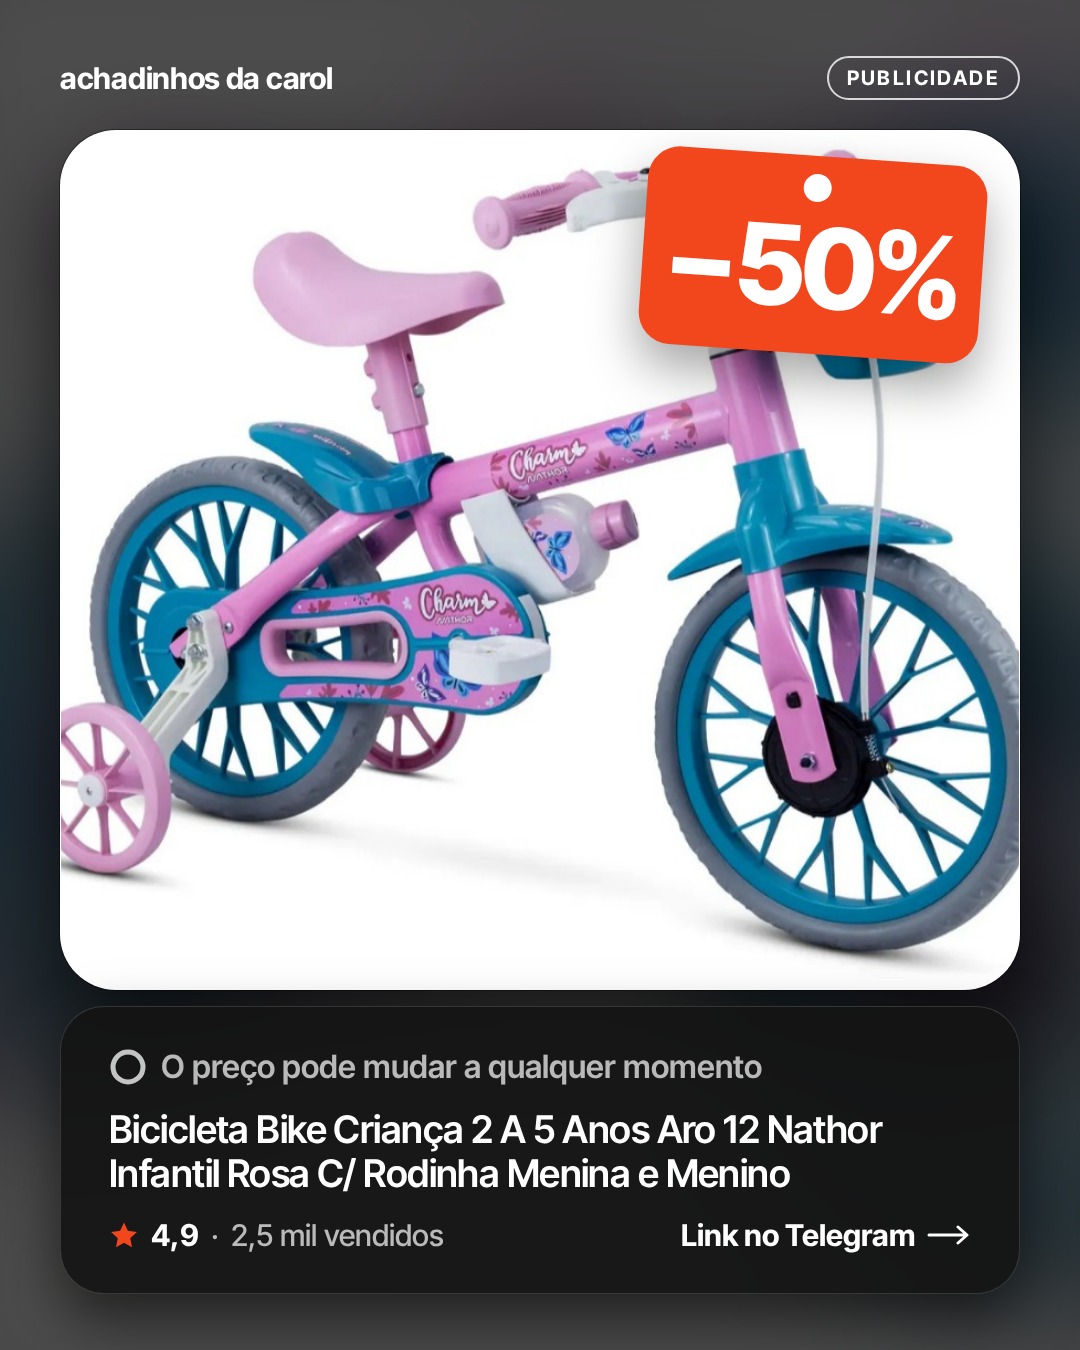 achadinhos da carol
PUBLICIDADE
−50%
Charm
NATHOR
Charm
NATHOR
O preço pode mudar a qualquer momento
Bicicleta Bike Criança 2 A 5 Anos Aro 12 Nathor
Infantil Rosa C/ Rodinha Menina e Menino
4,9 · 2,5 mil vendidos
Link no Telegram →